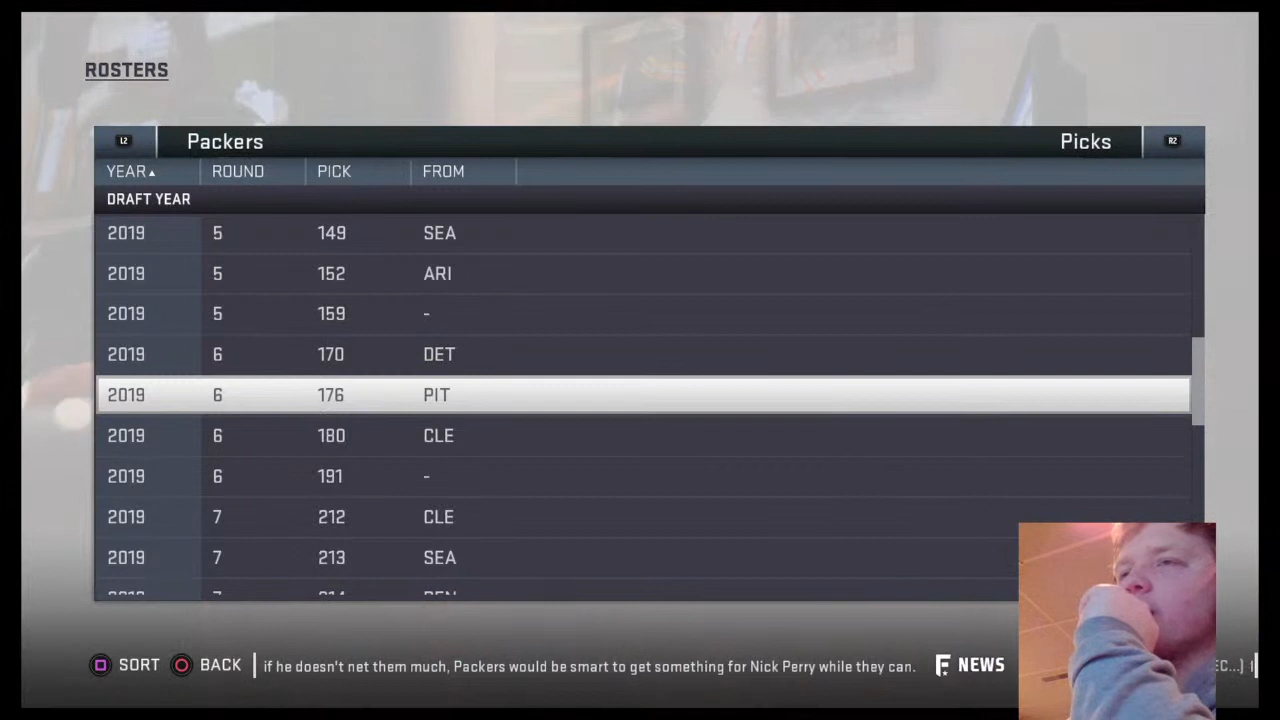 ROSTERS
L2 Packers Picks R2
YEAR ROUND PICK FROM
DRAFT YEAR
2019 5 149 SEA
2019 5 152 ARI
2019 5 159 -
2019 6 170 DET
2019 6 176 PIT
2019 6 180 CLE
2019 6 191 -
2019 7 212 CLE
2019 7 213 SEA
SORT BACK if he doesn't net them much, Packers would be smart to get something for Nick Perry while they can. F NEWS